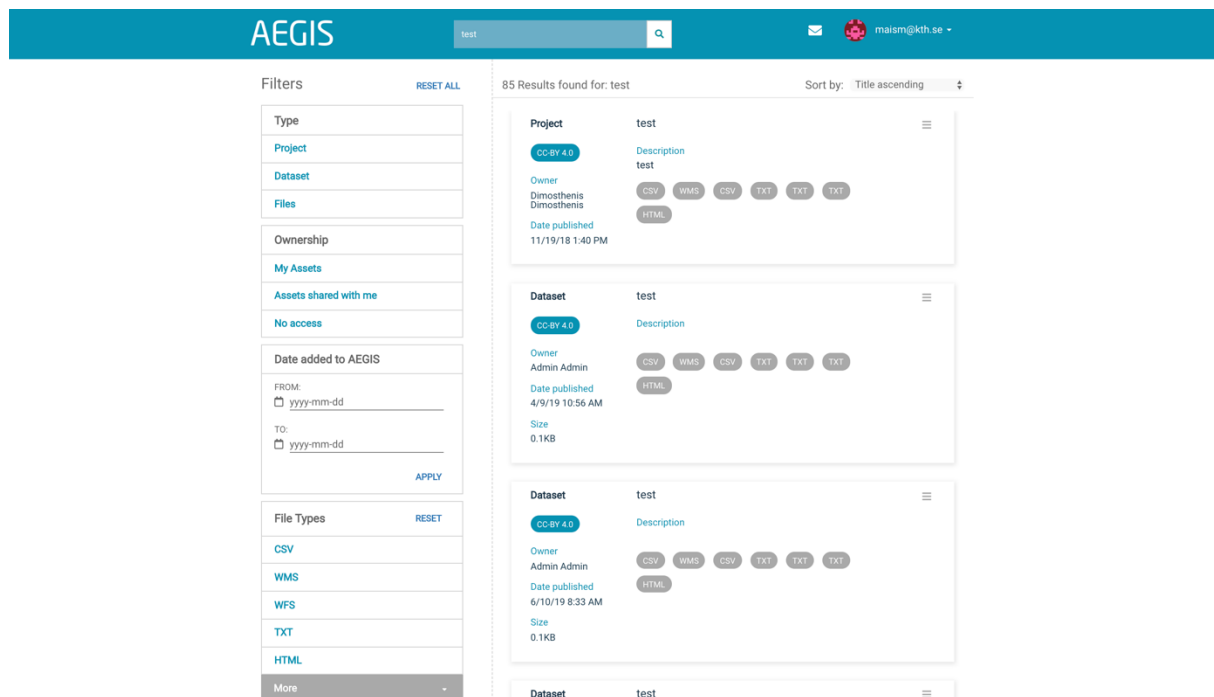 AEGIS
test
maism@kth.se
Filters
RESET ALL
Type
Project
Dataset
Files
Ownership
My Assets
Assets shared with me
No access
Date added to AEGIS
FROM:
yyyy-mm-dd
TO:
yyyy-mm-dd
APPLY
File Types
RESET
CSV
WMS
WFS
TXT
HTML
More
85 Results found for: test
Sort by: Title ascending
Project
test
CC-BY 4.0
Description
test
Owner
Dimosthenis
Dimosthenis
CSV WMS CSV TXT TXT TXT
HTML
Date published
11/19/18 1:40 PM
Dataset
test
CC-BY 4.0
Description
Owner
Admin Admin
CSV WMS CSV TXT TXT TXT
HTML
Date published
4/9/19 10:56 AM
Size
0.1KB
Dataset
test
CC-BY 4.0
Description
Owner
Admin Admin
CSV WMS CSV TXT TXT TXT
HTML
Date published
6/10/19 8:33 AM
Size
0.1KB
Dataset
test